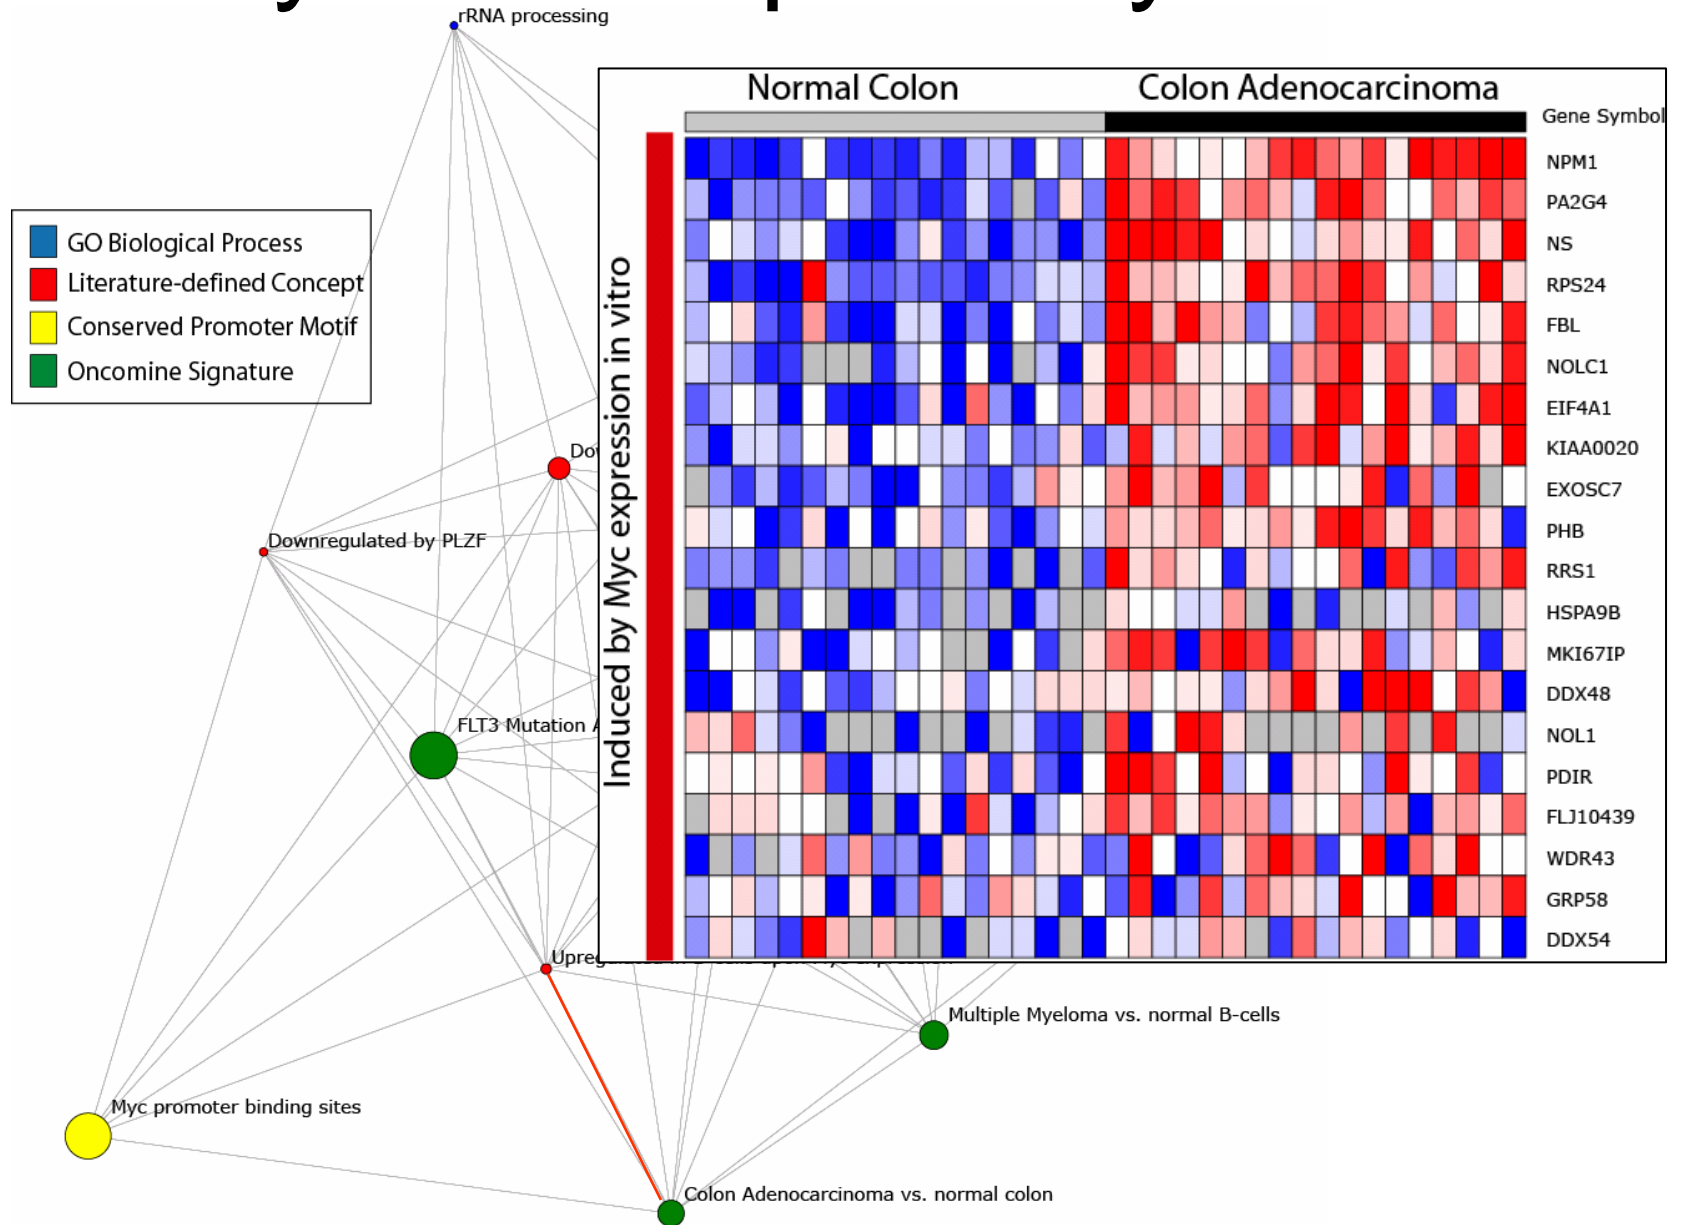 rRNA processing
Normal Colon
Colon Adenocarcinoma
Gene Symbol
GO Biological Process
Literature-defined Concept
Conserved Promoter Motif
Oncomine Signature
Induced by Myc expression in vitro
NPM1
PA2G4
NS
RPS24
FBL
NOLC1
EIF4A1
KIAA0020
EXOSC7
PHB
RRS1
HSPA9B
MKI67IP
DDX48
NOL1
PDIR
FLJ10439
WDR43
GRP58
DDX54
Downregulated by PLZF
FLT3 Mutation
Multiple Myeloma vs. normal B-cells
Myc promoter binding sites
Colon Adenocarcinoma vs. normal colon